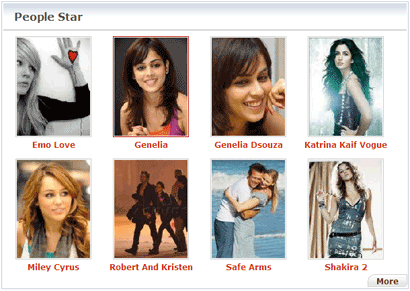 People Star
Emo Love
Genelia
Genelia Dsouza
Katrina Kaif Vogue
Miley Cyrus
Robert And Kristen
Safe Arms
Shakira 2
More